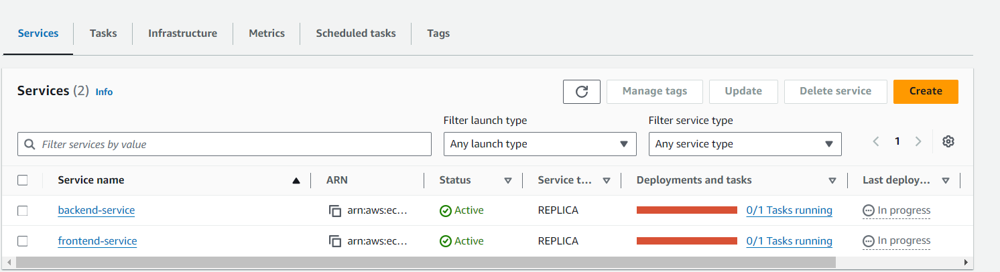 Services Tasks Infrastructure Metrics Scheduled tasks Tags
Services (2) Info Manage tags Update Delete service Create
Filter launch type Filter service type
Filter services by value Any launch type Any service type 1
Service name ARN Status Service t... Deployments and tasks Last deploy...
backend-service arn:aws:ec... Active REPLICA 0/1 Tasks running In progress
frontend-service arn:aws:ec... Active REPLICA 0/1 Tasks running In progress